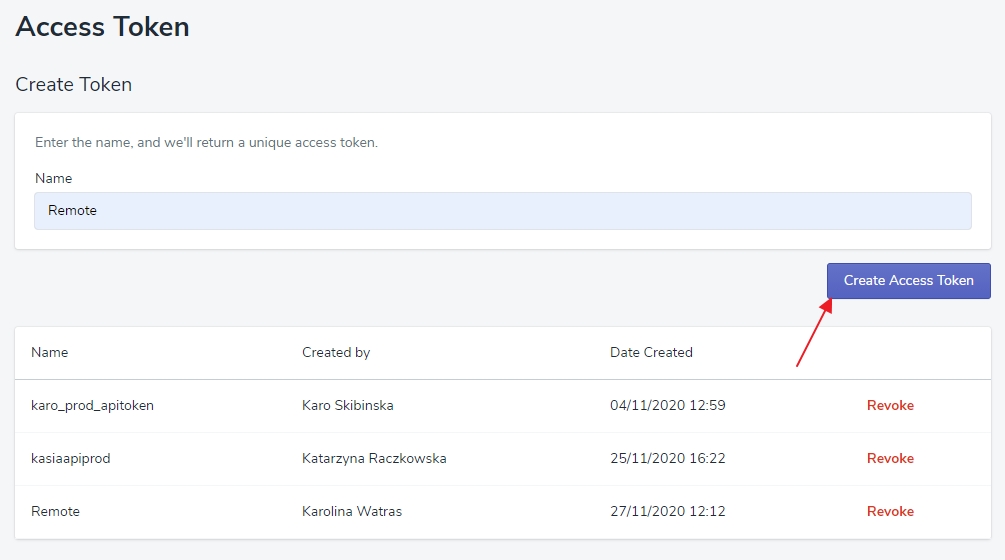 Access Token
Create Token
Enter the name, and we'll return a unique access token.
Name
Remote
Create Access Token
Name Created by Date Created
karo_prod_apitoken Karo Skibinska 04/11/2020 12:59 Revoke
kasiaapiprod Katarzyna Raczkowska 25/11/2020 16:22 Revoke
Remote Karolina Watras 27/11/2020 12:12 Revoke